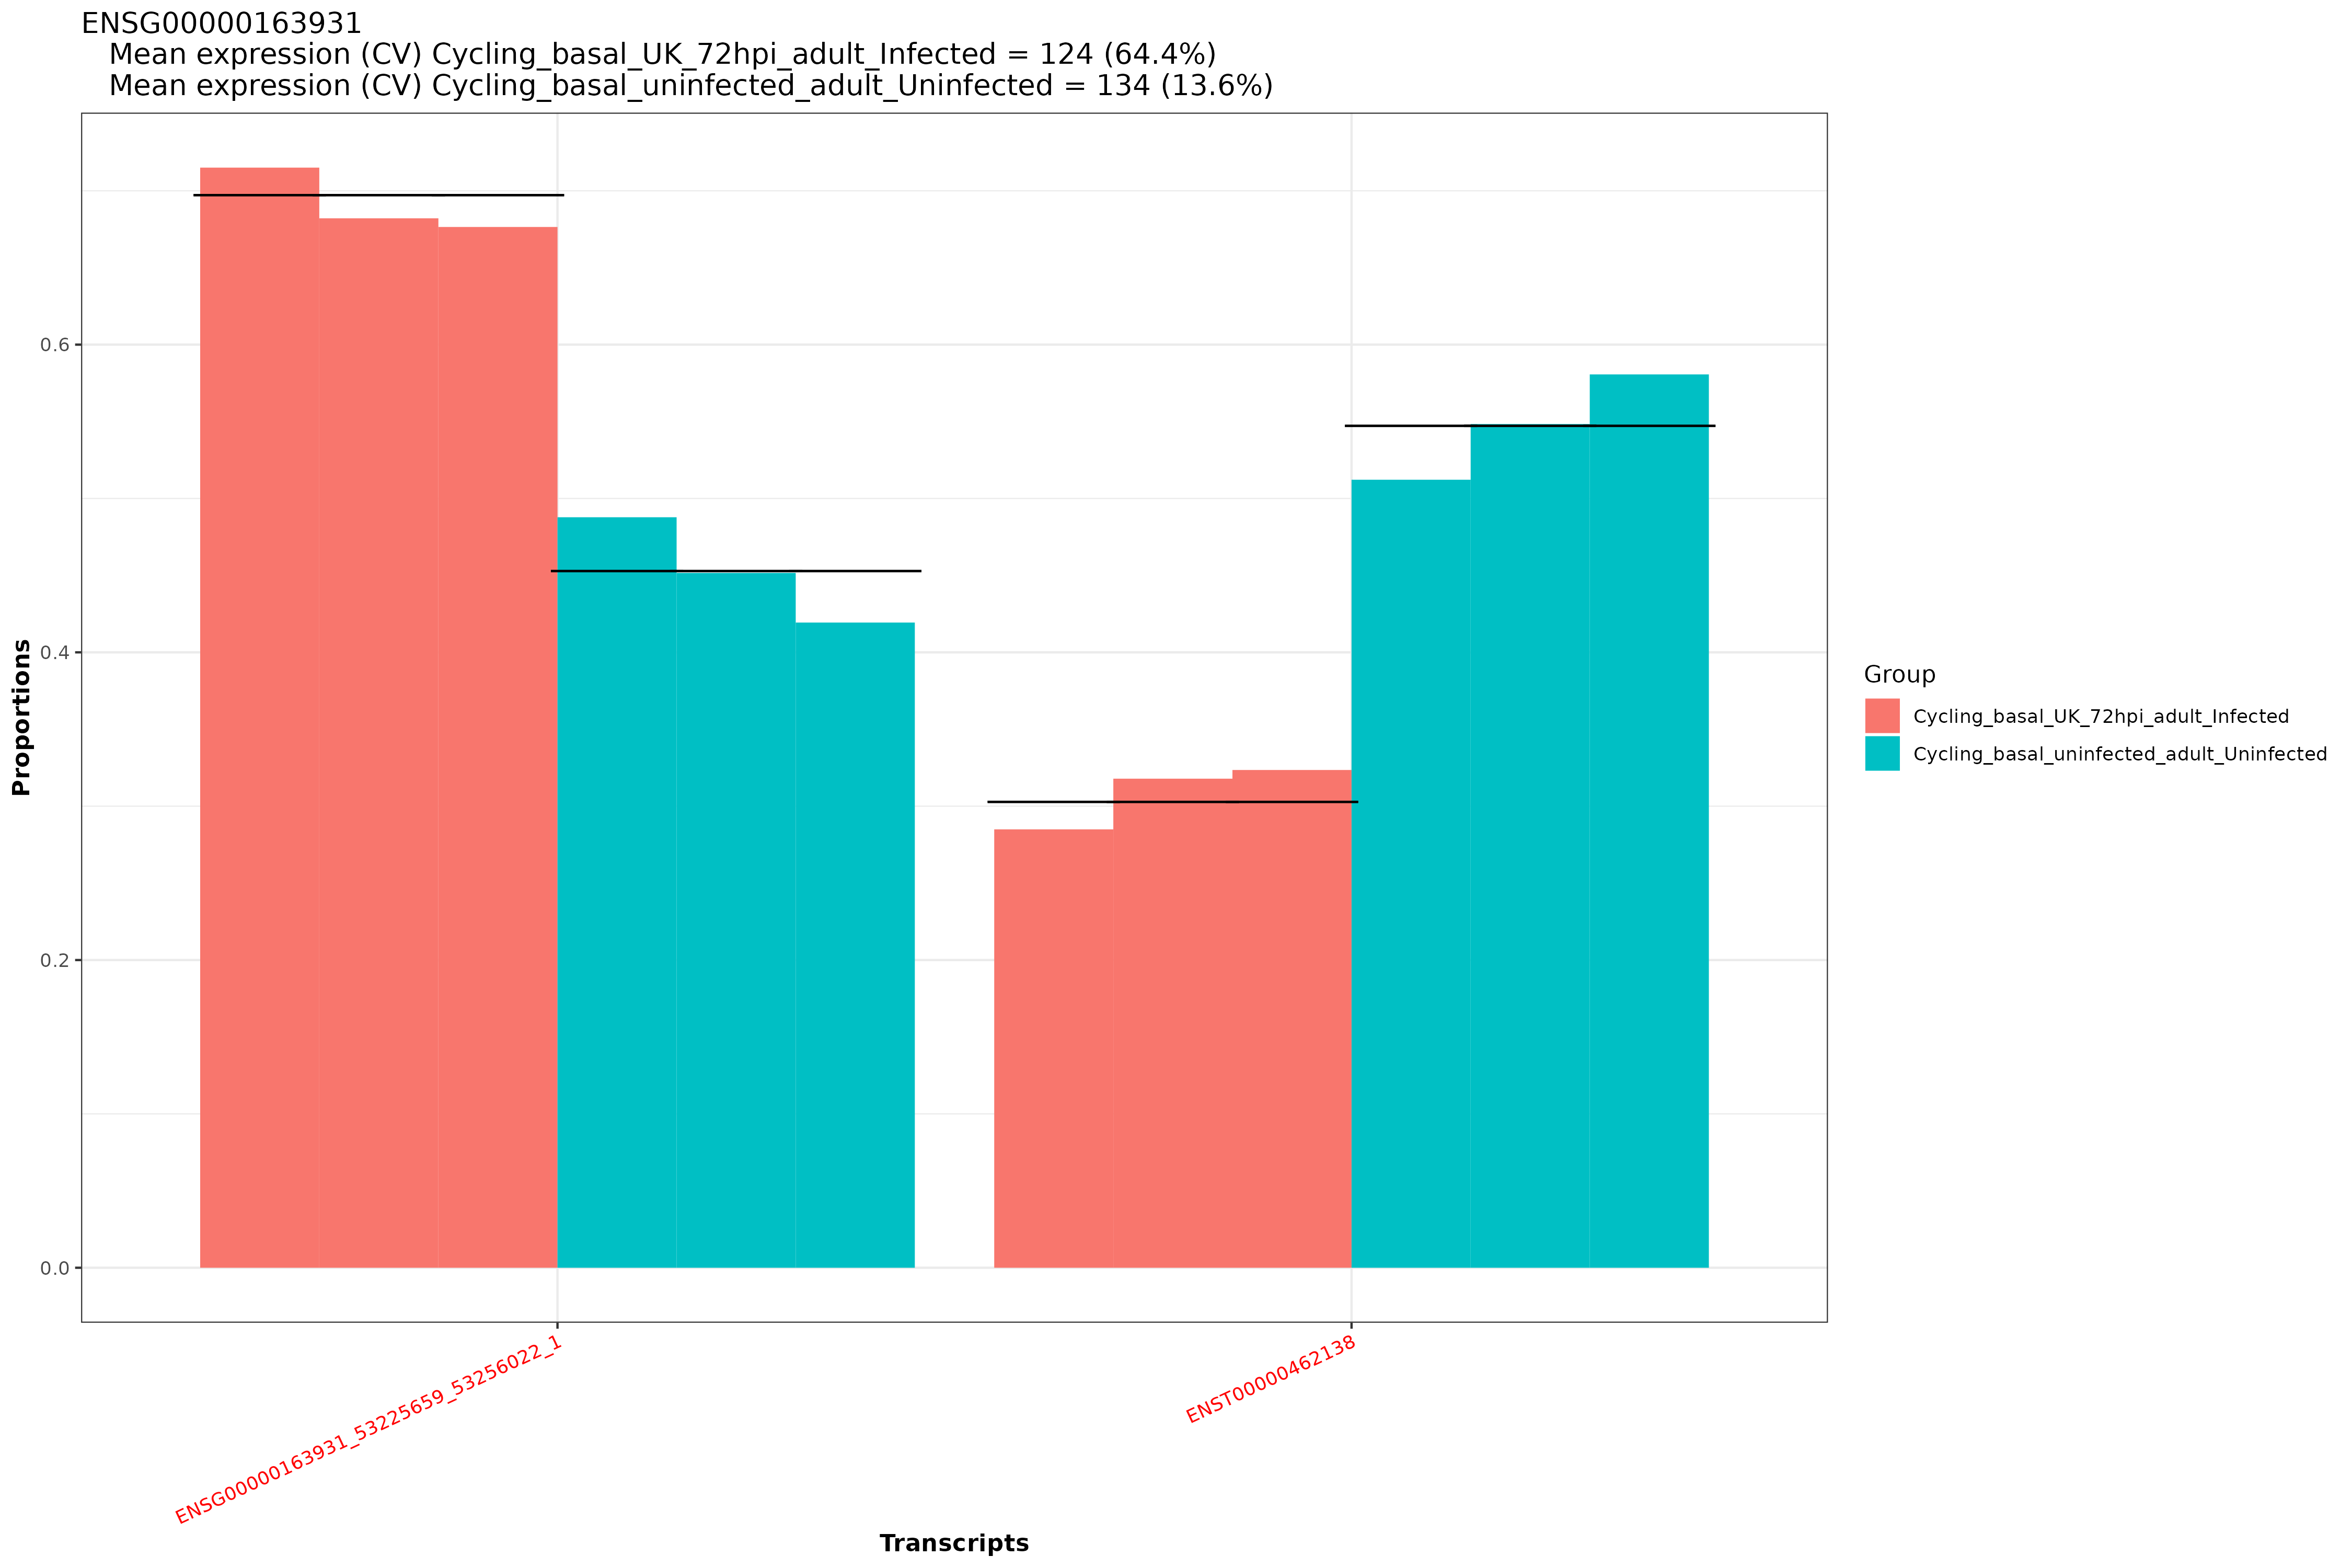 ENSG00000163931
Mean expression (CV) Cycling_basal_UK_72hpi_adult_Infected = 124 (64.4%)
Mean expression (CV) Cycling_basal_uninfected_adult_Uninfected = 134 (13.6%)
Proportions
0.6
0.4
0.2
0.0
ENSG00000163931_53225659_53256022_1
ENST00000462138
Transcripts
Group
Cycling_basal_UK_72hpi_adult_Infected
Cycling_basal_uninfected_adult_Uninfected